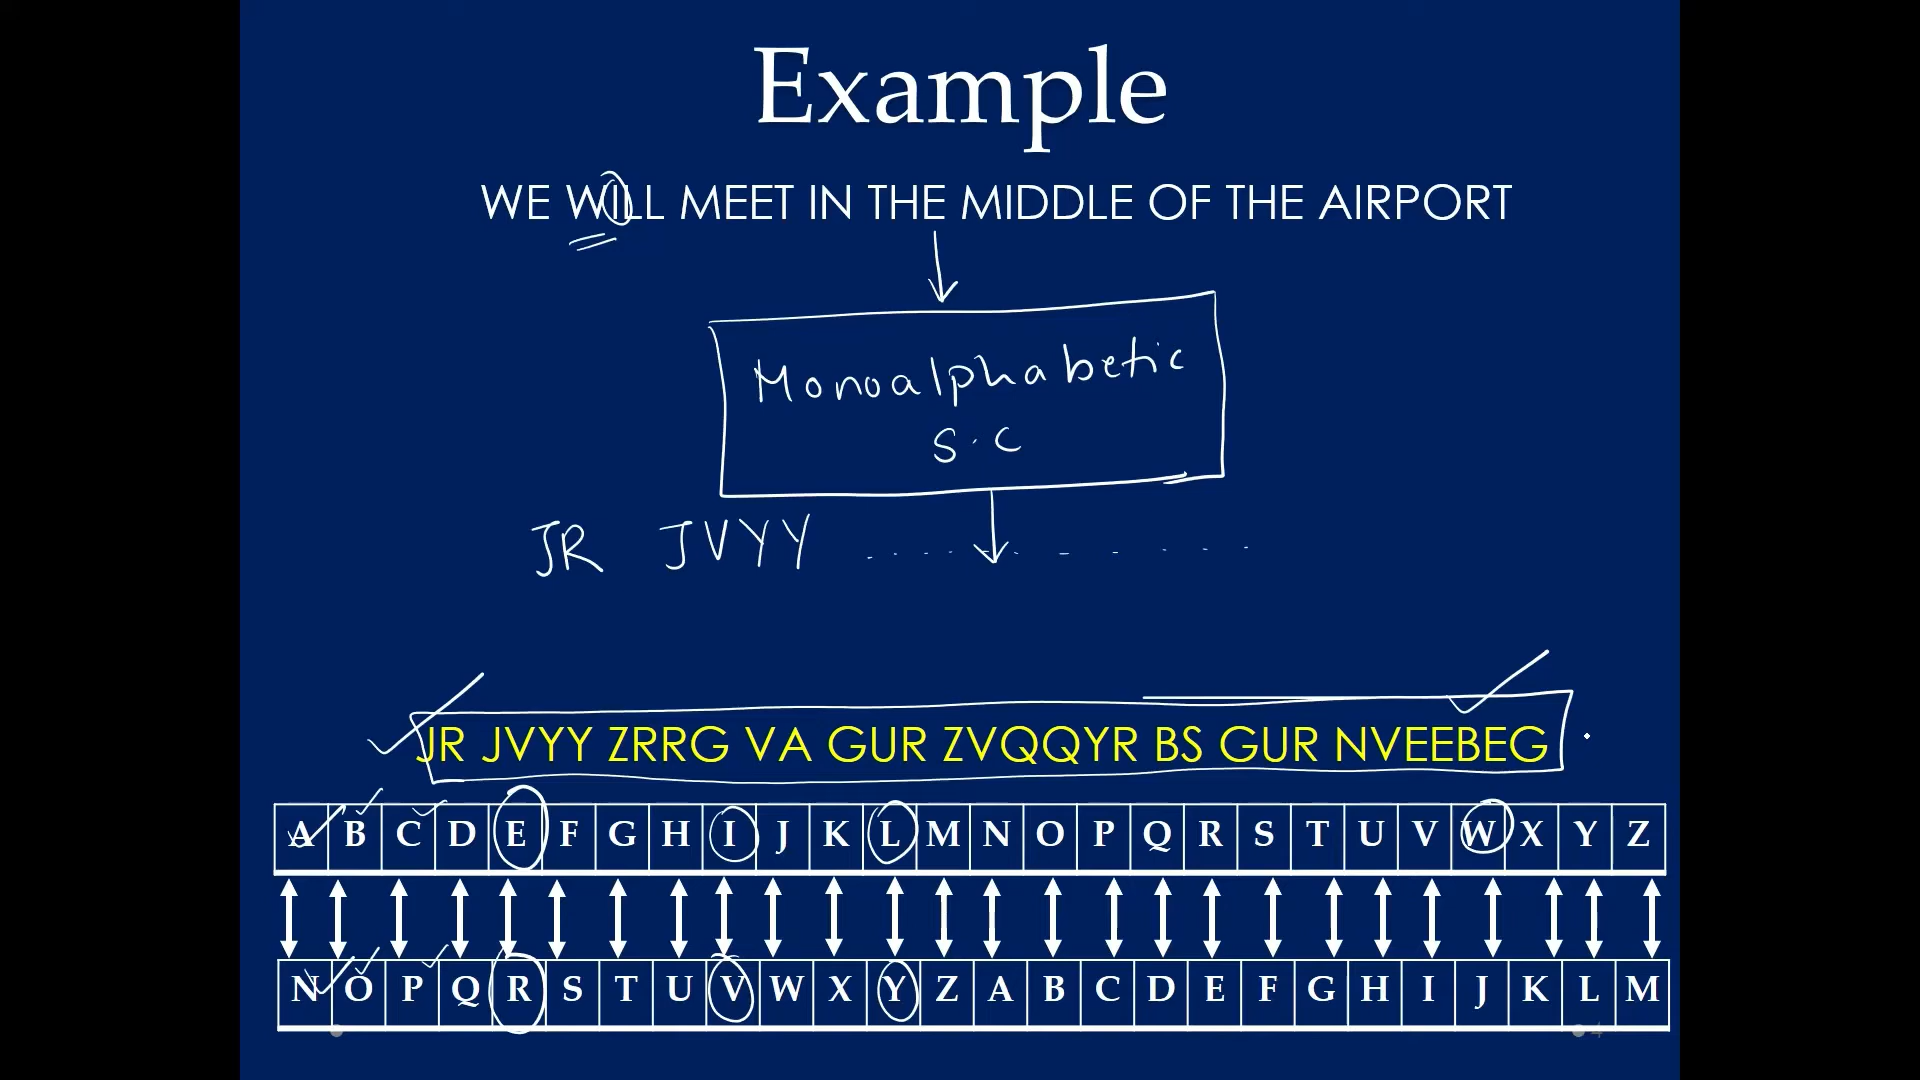 Example
WE WILL MEET IN THE MIDDLE OF THE AIRPORT
Monoalphabetic
S.C
JR JVYY ..........
JR JVYY ZRRG VA GUR ZVQQYR BS GUR NVEEBEG
A B C D E F G H I J K L M N O P Q R S T U V W X Y Z
N O P Q R S T U V W X Y Z A B C D E F G H I J K L M
4